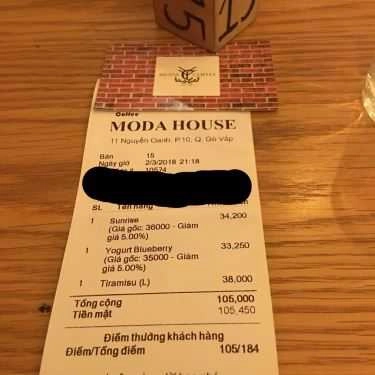 15
MODA HOUSE
Coffee
MODA HOUSE
11 Nguyễn Oanh, P.10, Q. Gò Vấp
Bàn 15
Ngày giờ 2/3/2018 21:18
10574
SL Tên hàng
1 Sunrise 34,200
(Giá gốc: 36000 - Giảm
giá 5.00%)
1 Yogurt Blueberry 33,250
(Giá gốc: 35000 - Giảm
giá 5.00%)
1 Tiramisu (L) 38,000
Tổng cộng 105,000
Tiền mặt 105,450
Điểm thưởng khách hàng
Điểm/Tổng điểm 105/184